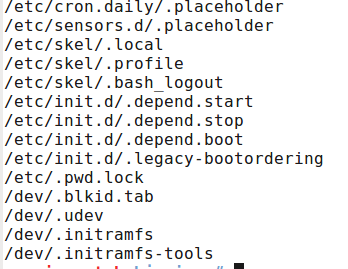 /etc/cron.daily/.placeholder
/etc/sensors.d/.placeholder
/etc/skel/.local
/etc/skel/.profile
/etc/skel/.bash_logout
/etc/init.d/.depend.start
/etc/init.d/.depend.stop
/etc/init.d/.depend.boot
/etc/init.d/.legacy-bootordering
/etc/.pwd.lock
/dev/.blkid.tab
/dev/.udev
/dev/.initramfs
/dev/.initramfs-tools